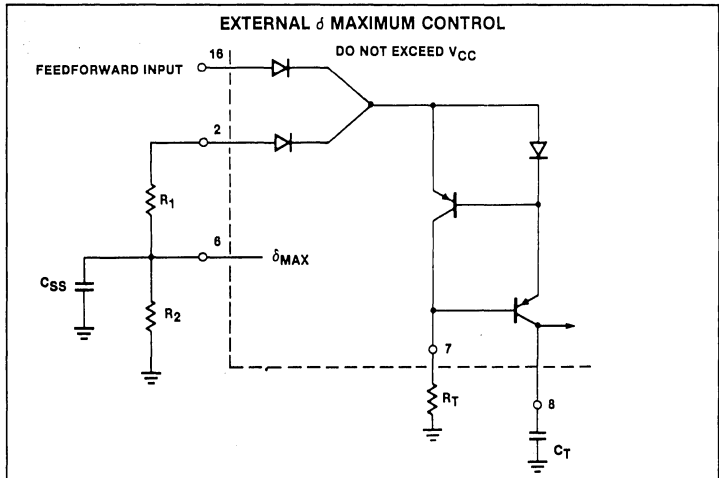 EXTERNAL δ MAXIMUM CONTROL
DO NOT EXCEED VCC
16
FEEDFORWARD INPUT
2
R1
6
δMAX
CSS
R2
7
RT
8
CT